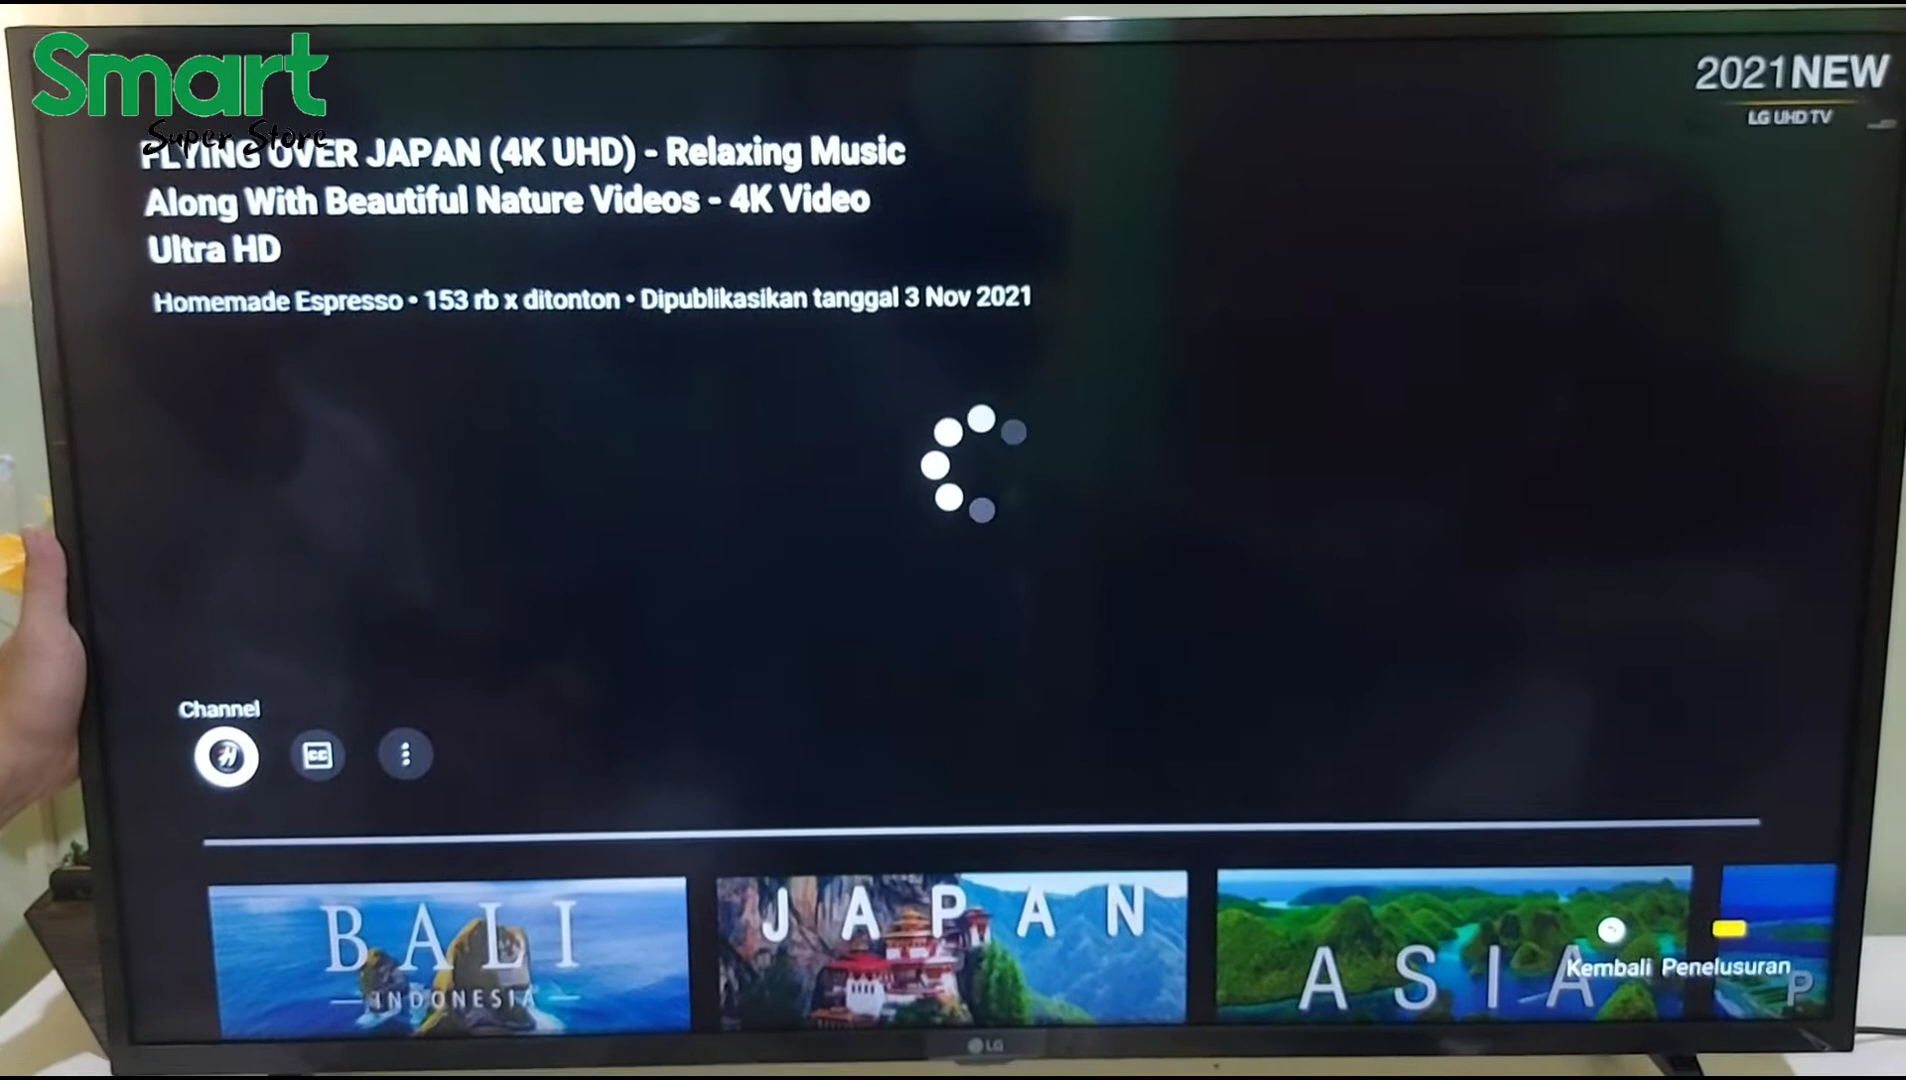 Smart
Super Store
2021NEW
LG UHD TV
FLYING OVER JAPAN (4K UHD) - Relaxing Music
Along With Beautiful Nature Videos - 4K Video
Ultra HD
Homemade Espresso • 153 rb x ditonton • Dipublikasikan tanggal 3 Nov 2021
Channel
H
CC
BALI
INDONESIA
JAPAN
ASIA
Kembali Penelusuran
P
LG